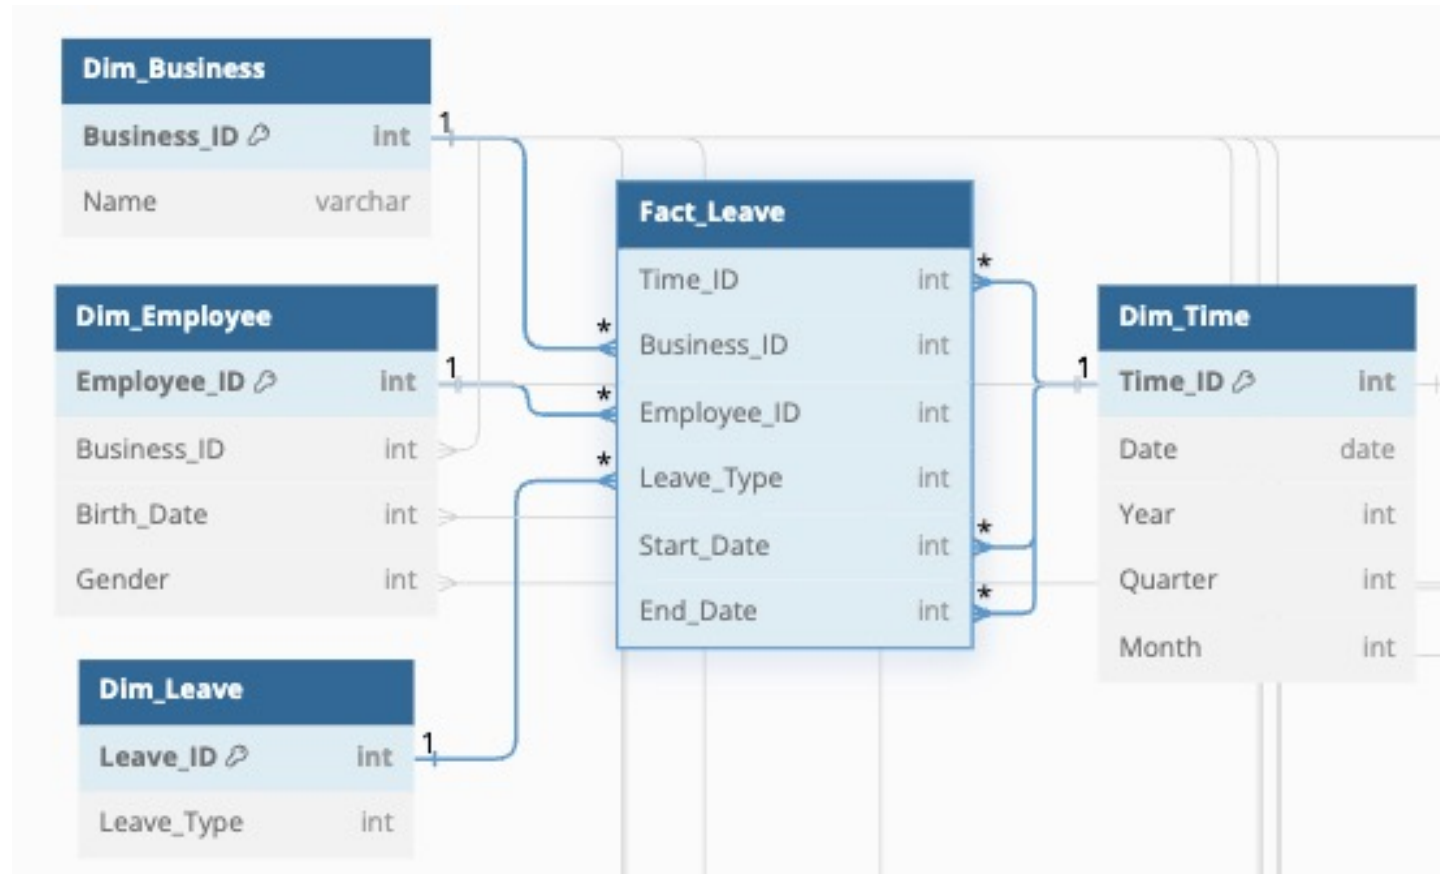 Dim_Business
Business_ID int
Name varchar
Dim_Employee
Employee_ID int
Business_ID int
Birth_Date int
Gender int
Dim_Leave
Leave_ID int
Leave_Type int
1
1
1
*
*
*
Fact_Leave
Time_ID int
Business_ID int
Employee_ID int
Leave_Type int
Start_Date int
End_Date int
*
*
*
1
Dim_Time
Time_ID int
Date date
Year int
Quarter int
Month int